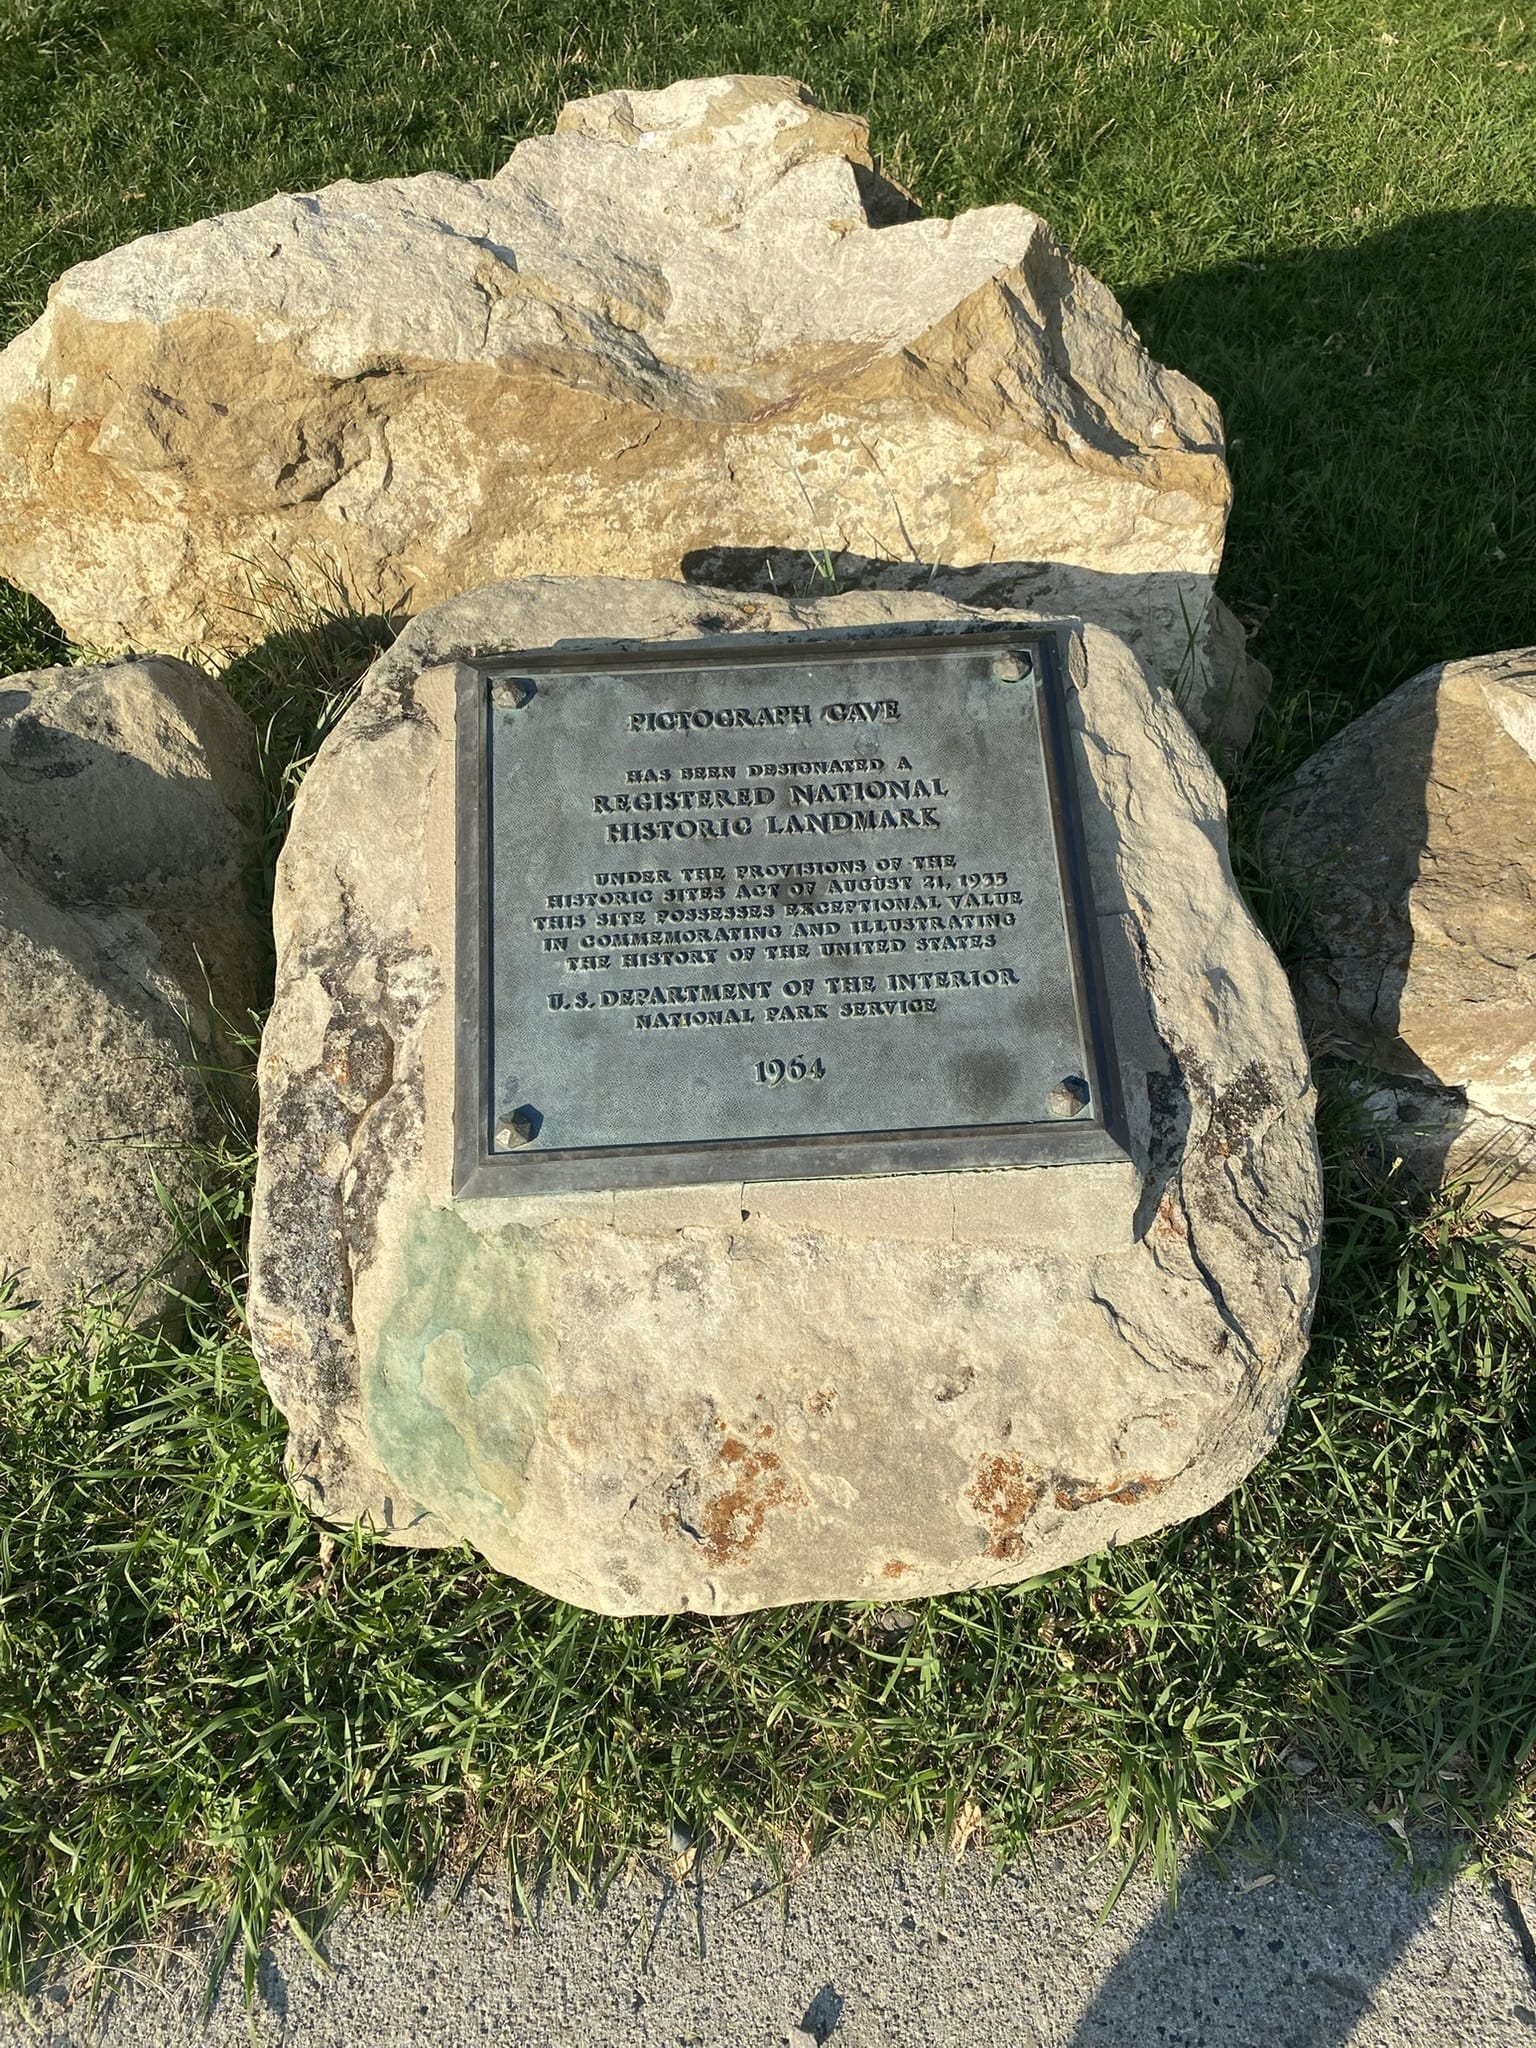 PICTOGRAPH CAVE
HAS BEEN DESIGNATED A
REGISTERED NATIONAL
HISTORIC LANDMARK
UNDER THE PROVISIONS OF THE
HISTORIC SITES ACT OF AUGUST 21, 1935
THIS SITE POSSESSES EXCEPTIONAL VALUE
IN COMMEMORATING AND ILLUSTRATING
THE HISTORY OF THE UNITED STATES
U. S. DEPARTMENT OF THE INTERIOR
NATIONAL PARK SERVICE
1964